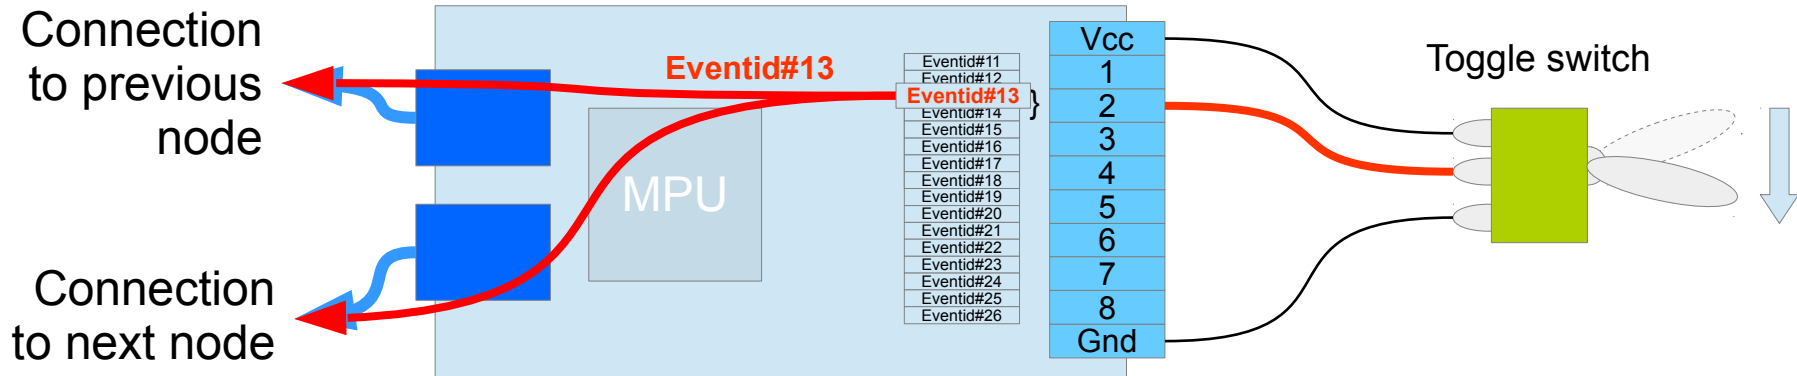 Connection
to previous
node
Connection
to next node
Eventid#13
MPU
Eventid#11
Eventid#12
Eventid#13
}
Eventid#14
Eventid#15
Eventid#16
Eventid#17
Eventid#18
Eventid#19
Eventid#20
Eventid#21
Eventid#22
Eventid#23
Eventid#24
Eventid#25
Eventid#26
Vcc
1
2
3
4
5
6
7
8
Gnd
Toggle switch